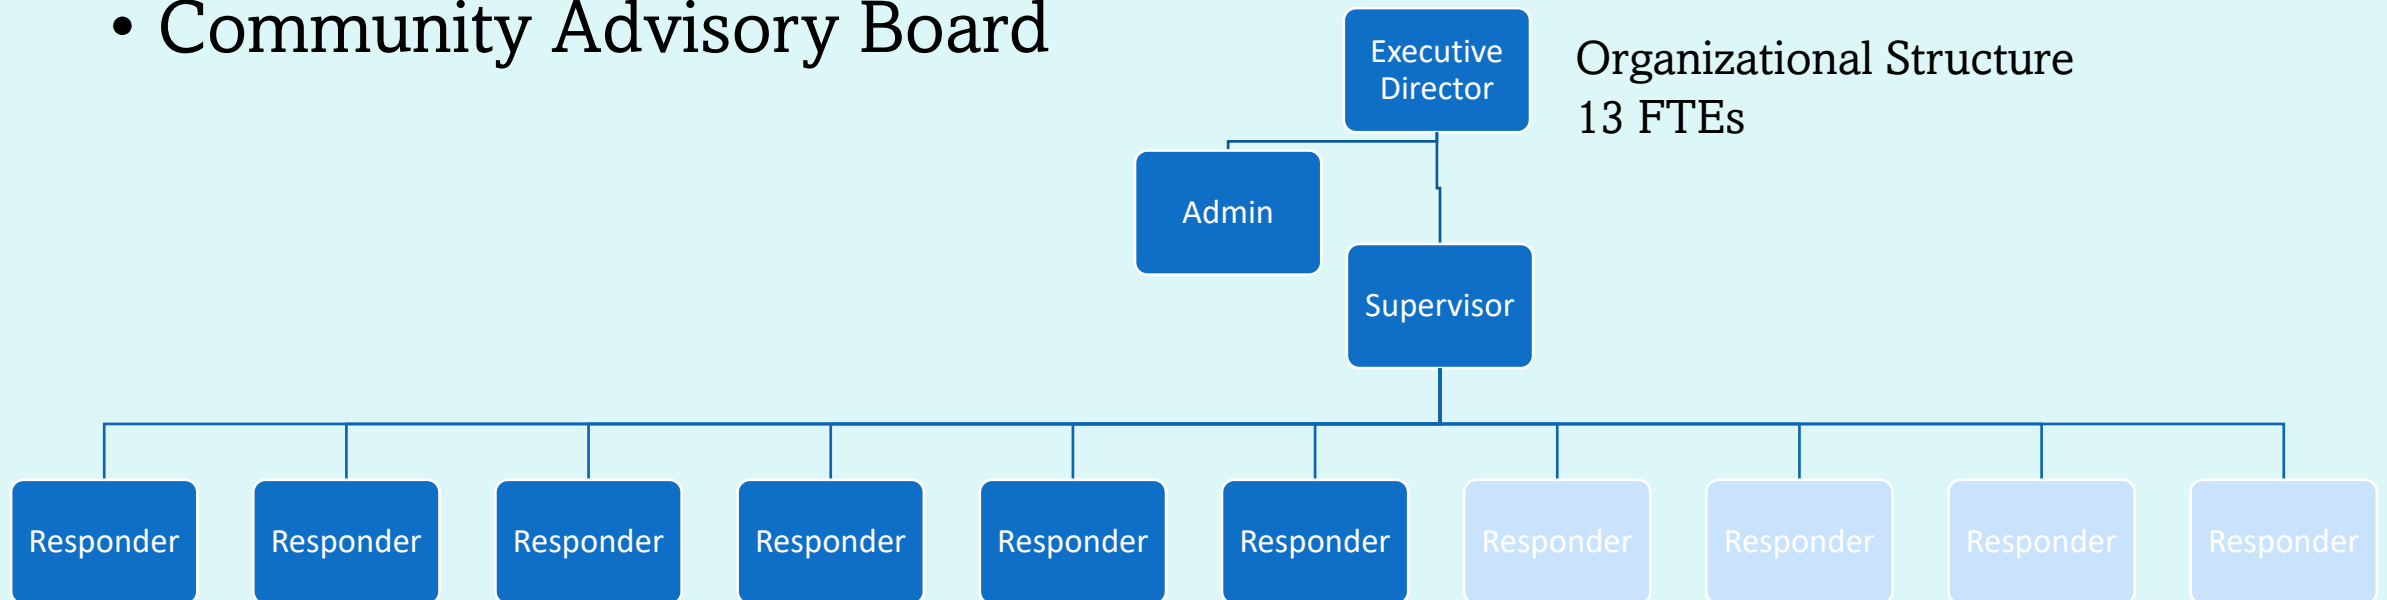 • Community Advisory Board
Executive
Director
Organizational Structure
13 FTEs
Admin
Supervisor
Responder
Responder
Responder
Responder
Responder
Responder
Responder
Responder
Responder
Responder